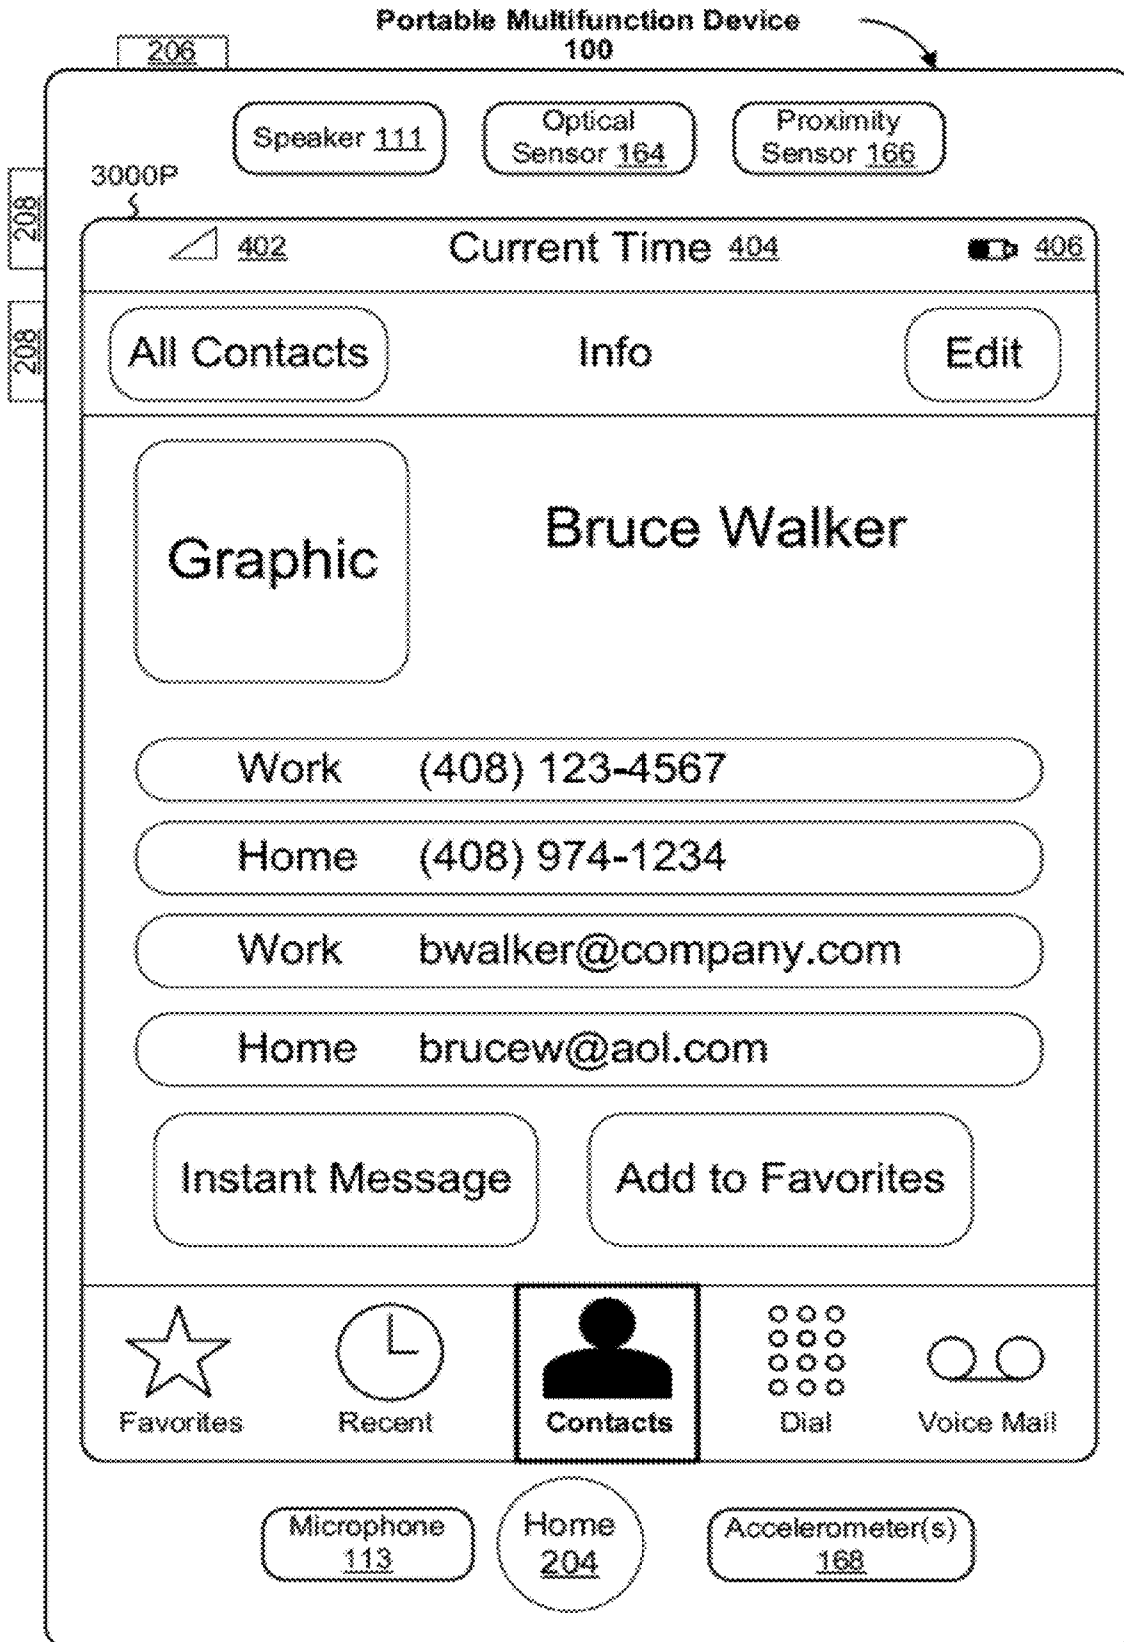 Portable Multifunction Device
100
206
Speaker 111
Optical
Sensor 164
Proximity
Sensor 166
3000P
208
208
402
Current Time 404
406
All Contacts
Info
Edit
Graphic
Bruce Walker
Work (408) 123-4567
Home (408) 974-1234
Work bwalker@company.com
Home brucew@aol.com
Instant Message
Add to Favorites
Favorites
Recent
Contacts
Dial
Voice Mail
Microphone
113
Home
204
Accelerometer(s)
168